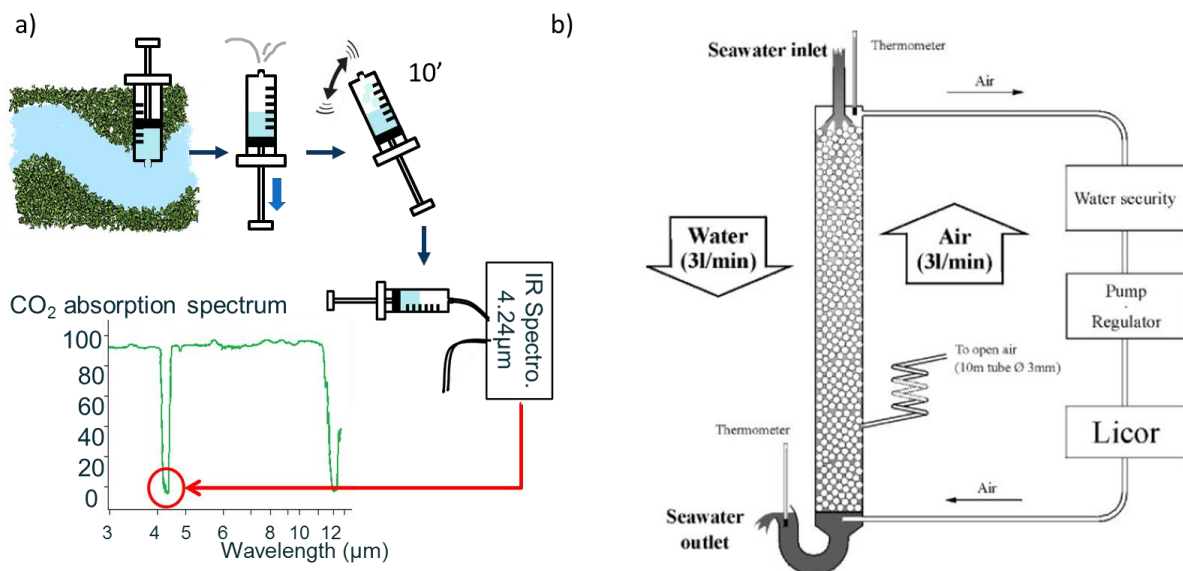 a)
10’
IR Spectro.
4.24µm
CO₂ absorption spectrum
100
80
60
40
20
0
3 4 5 6 8 10 12
Wavelength (µm)
b)
Seawater inlet
Thermometer
Air
Water
(3l/min)
Air
(3l/min)
Water security
Pump
-
Regulator
To open air
(10m tube Ø 3mm)
Licor
Thermometer
Air
Seawater
outlet